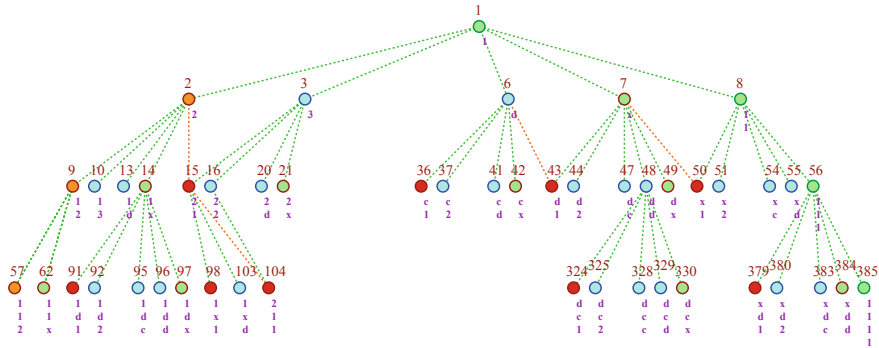 1
1
2 3 6 7 8
2 3 d x 1
1
9 10 13 14 15 16 20 21 36 37 41 42 43 44 47 48 49 50 51 54 55 56
1 1 1 1 2 2 2 2 c c c c d d d d d x x x x 1
2 3 d x 1 2 d x 1 2 d x 1 2 c d x 1 2 c d 1
1
57 62 91 92 95 96 97 98 103 104 324 325 328 329 330 379 380 383 384 385
1 1 1 1 1 1 1 1 1 2 d d d d d x x x x 1
1 1 d d d d d x x 1 c c c c c d d d d 1
2 x 1 2 c d x 1 d 1 1 2 c d x 1 2 c d 1
1